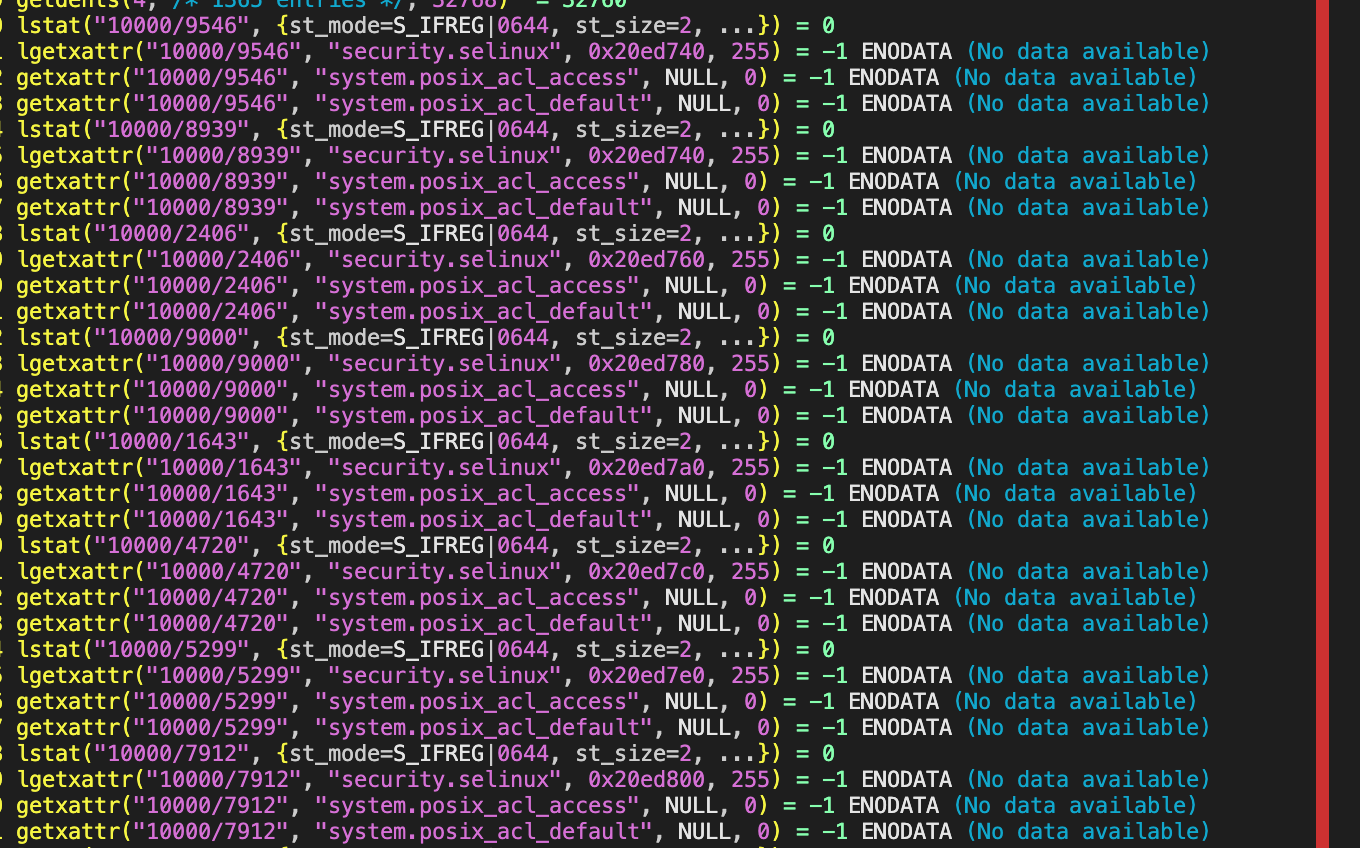 getdents(4, /* 1365 entries */, 32768) = 32760
lstat("10000/9546", {st_mode=S_IFREG|0644, st_size=2, ...}) = 0
lgetxattr("10000/9546", "security.selinux", 0x20ed740, 255) = -1 ENODATA (No data available)
getxattr("10000/9546", "system.posix_acl_access", NULL, 0) = -1 ENODATA (No data available)
getxattr("10000/9546", "system.posix_acl_default", NULL, 0) = -1 ENODATA (No data available)
lstat("10000/8939", {st_mode=S_IFREG|0644, st_size=2, ...}) = 0
lgetxattr("10000/8939", "security.selinux", 0x20ed740, 255) = -1 ENODATA (No data available)
getxattr("10000/8939", "system.posix_acl_access", NULL, 0) = -1 ENODATA (No data available)
getxattr("10000/8939", "system.posix_acl_default", NULL, 0) = -1 ENODATA (No data available)
lstat("10000/2406", {st_mode=S_IFREG|0644, st_size=2, ...}) = 0
lgetxattr("10000/2406", "security.selinux", 0x20ed760, 255) = -1 ENODATA (No data available)
getxattr("10000/2406", "system.posix_acl_access", NULL, 0) = -1 ENODATA (No data available)
getxattr("10000/2406", "system.posix_acl_default", NULL, 0) = -1 ENODATA (No data available)
lstat("10000/9000", {st_mode=S_IFREG|0644, st_size=2, ...}) = 0
lgetxattr("10000/9000", "security.selinux", 0x20ed780, 255) = -1 ENODATA (No data available)
getxattr("10000/9000", "system.posix_acl_access", NULL, 0) = -1 ENODATA (No data available)
getxattr("10000/9000", "system.posix_acl_default", NULL, 0) = -1 ENODATA (No data available)
lstat("10000/1643", {st_mode=S_IFREG|0644, st_size=2, ...}) = 0
lgetxattr("10000/1643", "security.selinux", 0x20ed7a0, 255) = -1 ENODATA (No data available)
getxattr("10000/1643", "system.posix_acl_access", NULL, 0) = -1 ENODATA (No data available)
getxattr("10000/1643", "system.posix_acl_default", NULL, 0) = -1 ENODATA (No data available)
lstat("10000/4720", {st_mode=S_IFREG|0644, st_size=2, ...}) = 0
lgetxattr("10000/4720", "security.selinux", 0x20ed7c0, 255) = -1 ENODATA (No data available)
getxattr("10000/4720", "system.posix_acl_access", NULL, 0) = -1 ENODATA (No data available)
getxattr("10000/4720", "system.posix_acl_default", NULL, 0) = -1 ENODATA (No data available)
lstat("10000/5299", {st_mode=S_IFREG|0644, st_size=2, ...}) = 0
lgetxattr("10000/5299", "security.selinux", 0x20ed7e0, 255) = -1 ENODATA (No data available)
getxattr("10000/5299", "system.posix_acl_access", NULL, 0) = -1 ENODATA (No data available)
getxattr("10000/5299", "system.posix_acl_default", NULL, 0) = -1 ENODATA (No data available)
lstat("10000/7912", {st_mode=S_IFREG|0644, st_size=2, ...}) = 0
lgetxattr("10000/7912", "security.selinux", 0x20ed800, 255) = -1 ENODATA (No data available)
getxattr("10000/7912", "system.posix_acl_access", NULL, 0) = -1 ENODATA (No data available)
getxattr("10000/7912", "system.posix_acl_default", NULL, 0) = -1 ENODATA (No data available)